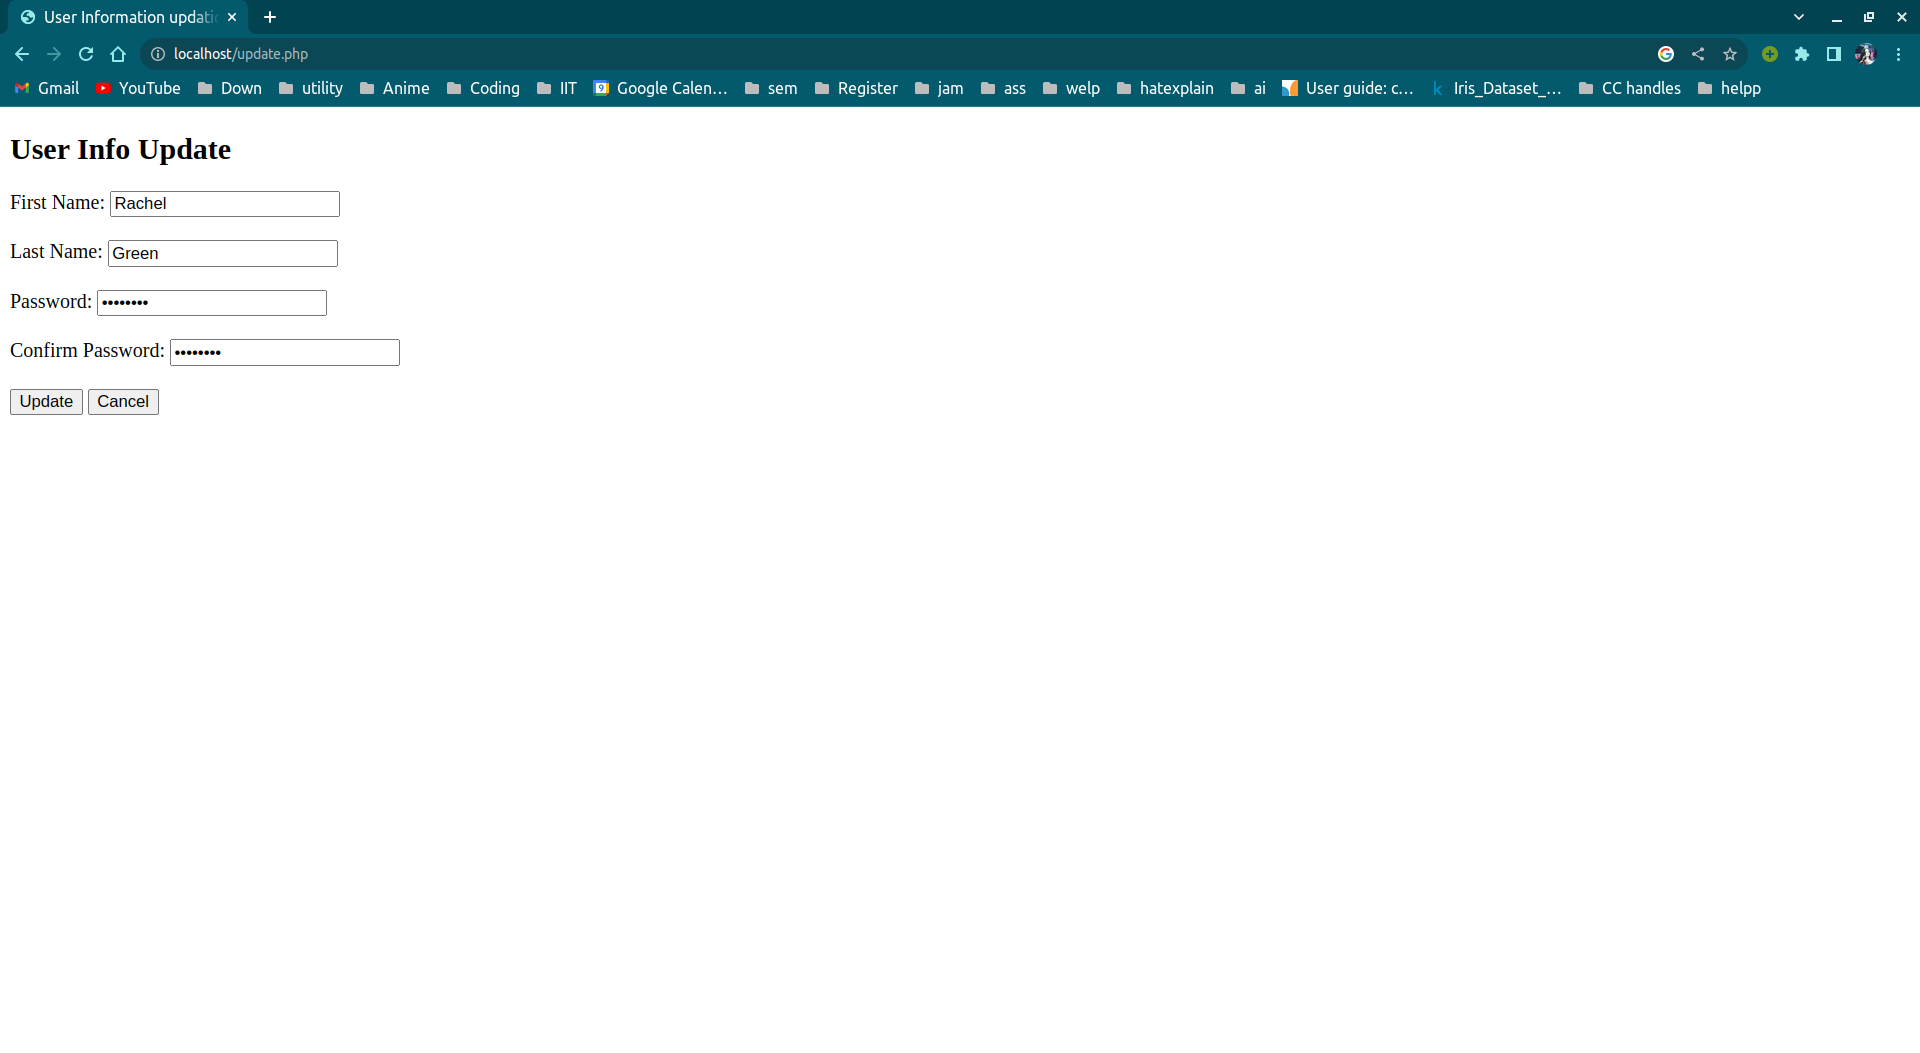 User Information updati
localhost/update.php
Gmail YouTube Down utility Anime Coding IIT Google Calen... sem Register jam ass welp hatexplain ai User guide: c... Iris_Dataset_... CC handles helpp
User Info Update
First Name: Rachel
Last Name: Green
Password: ••••••••
Confirm Password: ••••••••
Update Cancel